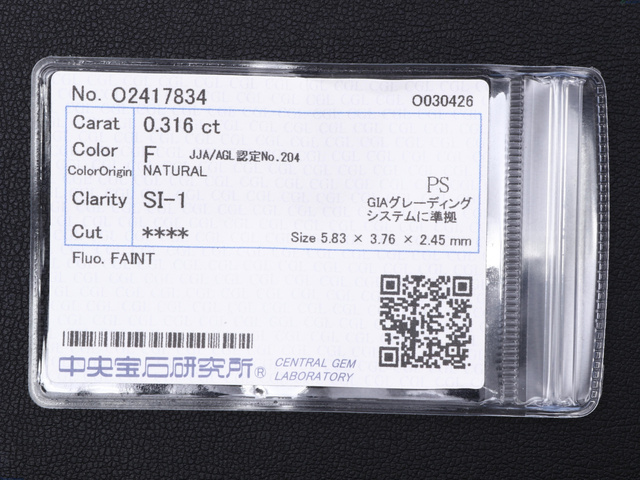 No. O2417834 O030426
Carat 0.316 ct
Color F JJA/AGL認定No.204
ColorOrigin NATURAL
Clarity SI-1 PS
GIAグレーディング
システムに準拠
Cut **** Size 5.83 × 3.76 × 2.45 mm
Fluo. FAINT
中央宝石研究所® CENTRAL GEM
LABORATORY